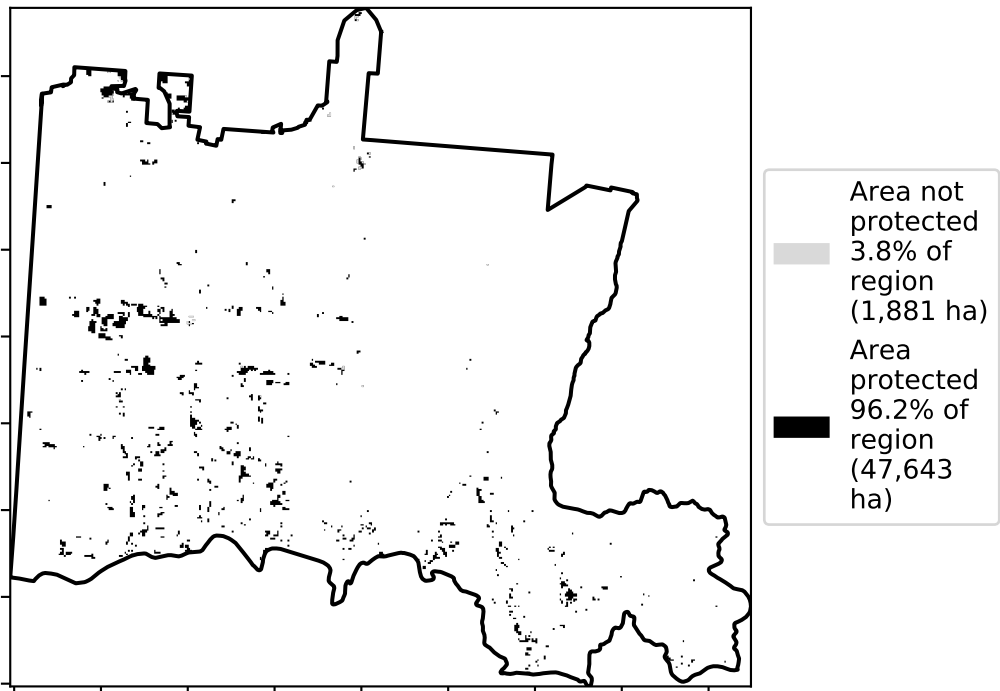 Area not
protected
3.8% of
region
(1,881 ha)
Area
protected
96.2% of
region
(47,643
ha)